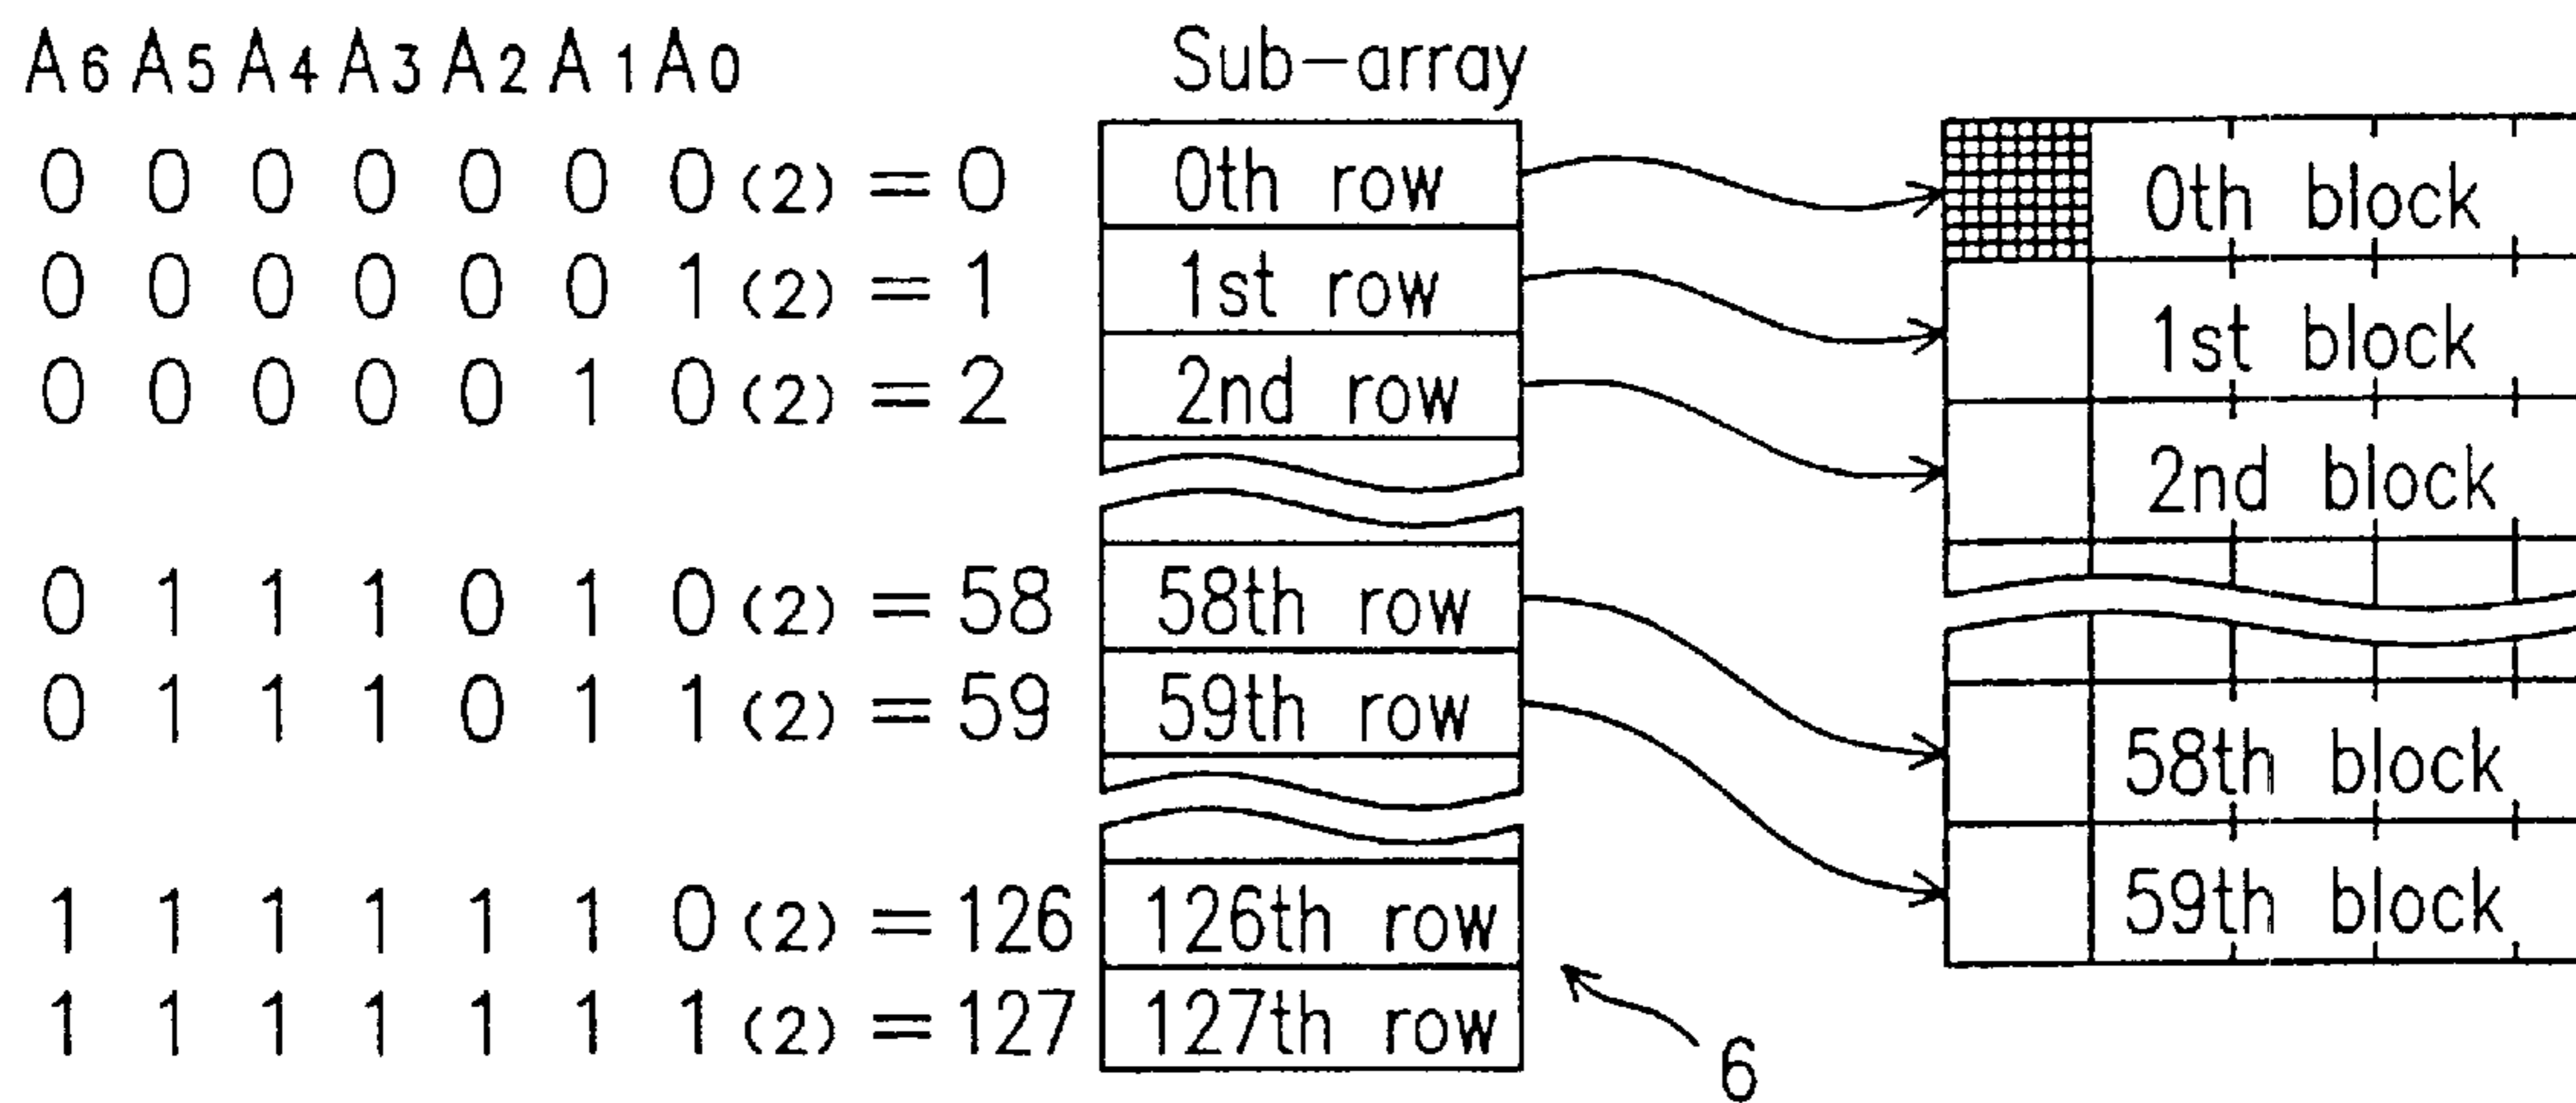 A6 A5 A4 A3 A2 A1 A0 Sub-array
0 0 0 0 0 0 0 (2) = 0 0th row 0th block
0 0 0 0 0 0 1 (2) = 1 1st row 1st block
0 0 0 0 0 1 0 (2) = 2 2nd row 2nd block
0 1 1 1 0 1 0 (2) = 58 58th row 58th block
0 1 1 1 0 1 1 (2) = 59 59th row 59th block
1 1 1 1 1 1 0 (2) = 126 126th row
1 1 1 1 1 1 1 (2) = 127 127th row
6